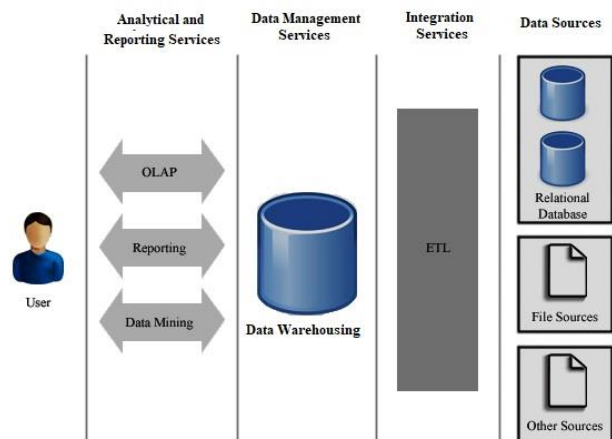 Analytical and
Reporting Services
Data Management
Services
Integration
Services
Data Sources
OLAP
Reporting
Data Mining
User
Data Warehousing
ETL
Relational
Database
File Sources
Other Sources